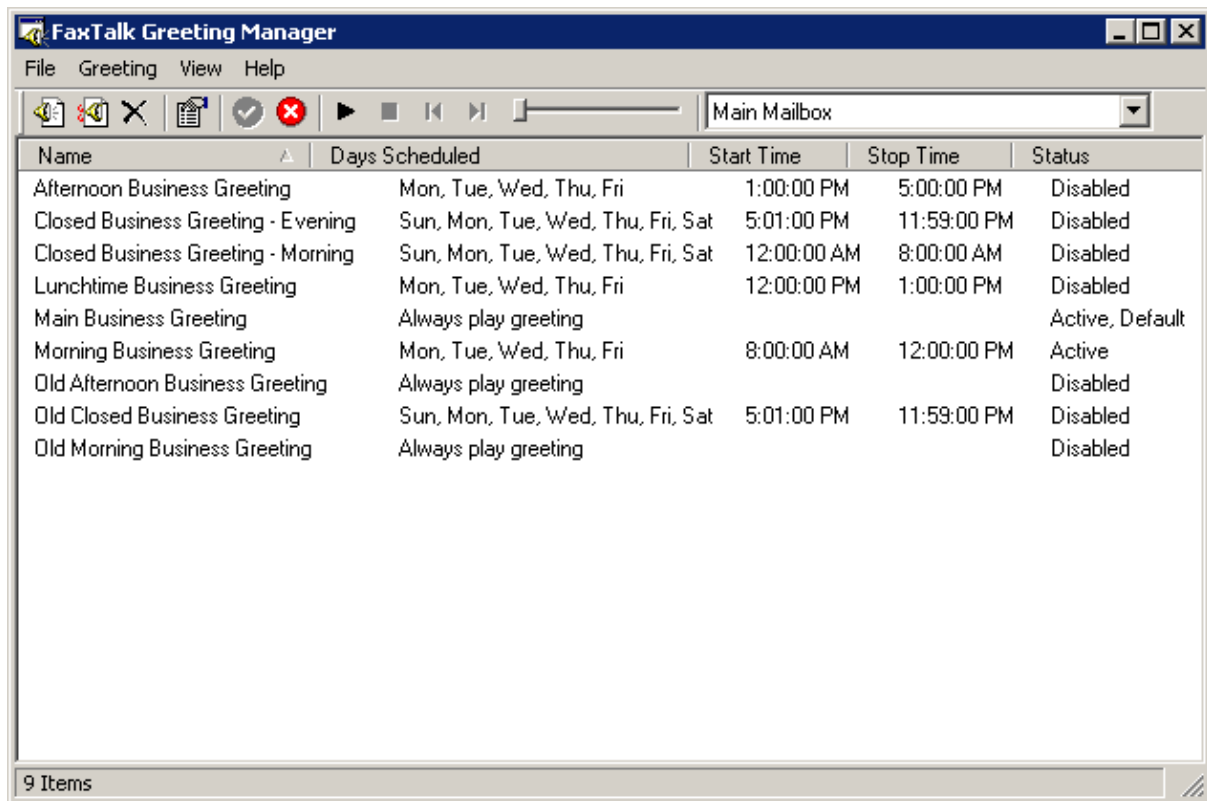 FaxTalk Greeting Manager
File Greeting View Help
Main Mailbox
Name Days Scheduled Start Time Stop Time Status
Afternoon Business Greeting Mon, Tue, Wed, Thu, Fri 1:00:00 PM 5:00:00 PM Disabled
Closed Business Greeting - Evening Sun, Mon, Tue, Wed, Thu, Fri, Sat 5:01:00 PM 11:59:00 PM Disabled
Closed Business Greeting - Morning Sun, Mon, Tue, Wed, Thu, Fri, Sat 12:00:00 AM 8:00:00 AM Disabled
Lunchtime Business Greeting Mon, Tue, Wed, Thu, Fri 12:00:00 PM 1:00:00 PM Disabled
Main Business Greeting Always play greeting Active, Default
Morning Business Greeting Mon, Tue, Wed, Thu, Fri 8:00:00 AM 12:00:00 PM Active
Old Afternoon Business Greeting Always play greeting Disabled
Old Closed Business Greeting Sun, Mon, Tue, Wed, Thu, Fri, Sat 5:01:00 PM 11:59:00 PM Disabled
Old Morning Business Greeting Always play greeting Disabled
9 Items